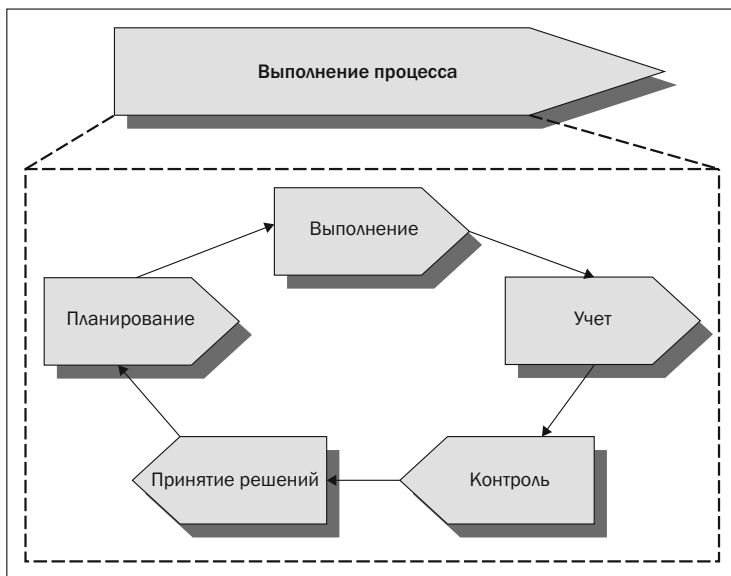 Выполнение процесса
Выполнение
Планирование
Учет
Принятие решений
Контроль